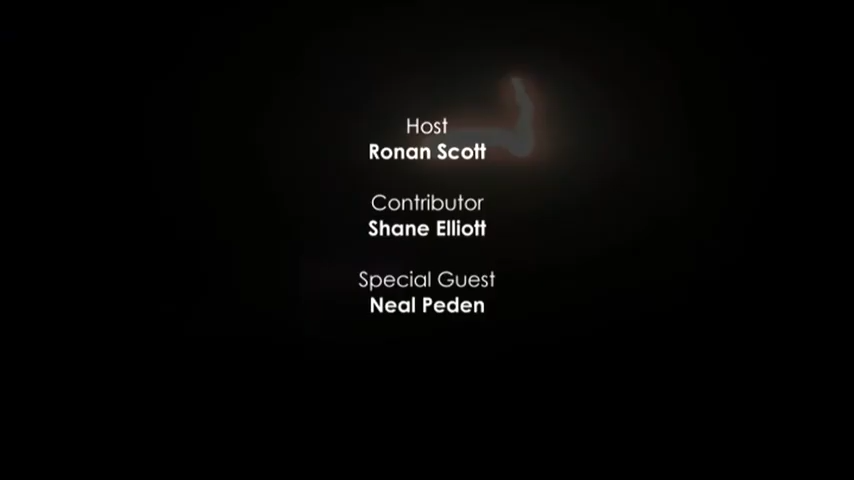 Host
Ronan Scott
Contributor
Shane Elliott
Special Guest
Neal Peden